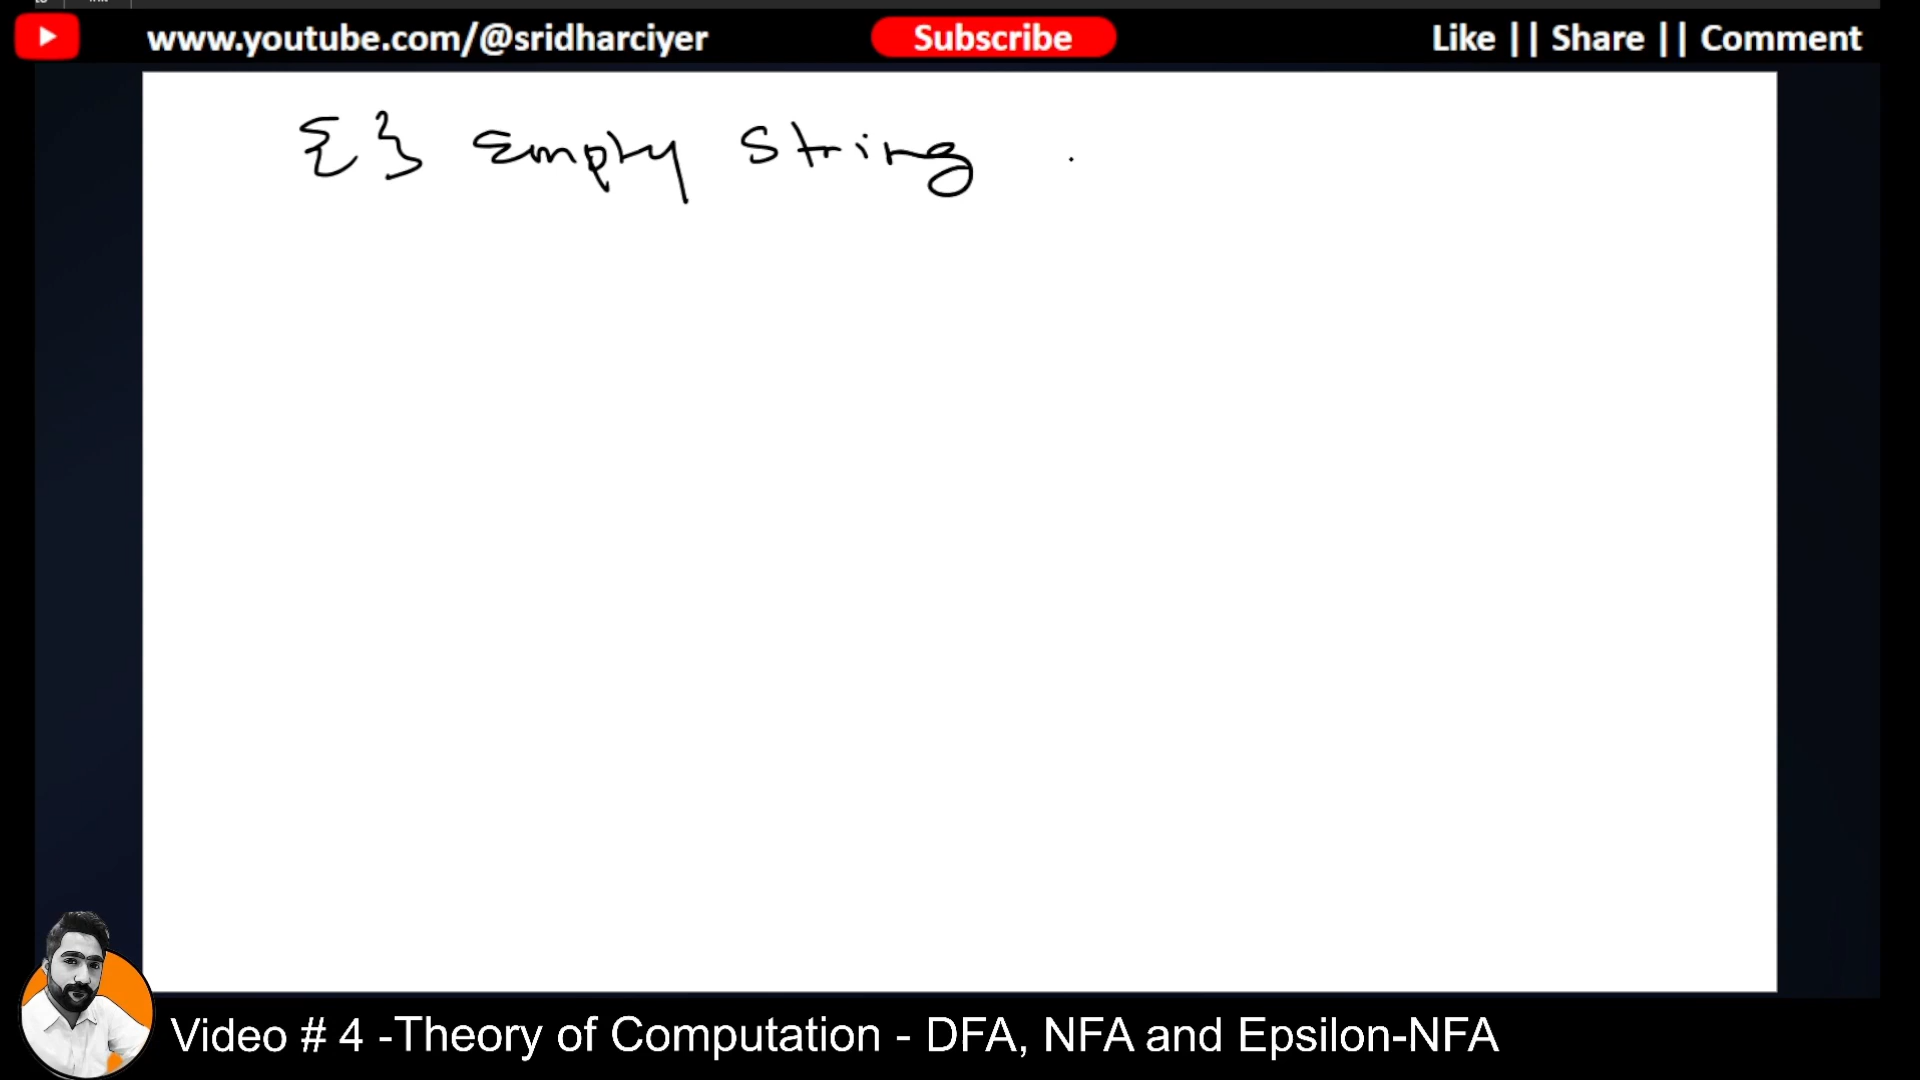 www.youtube.com/@sridharciyer Subscribe Like || Share || Comment
{ } Empty String .
Video # 4 -Theory of Computation - DFA, NFA and Epsilon-NFA